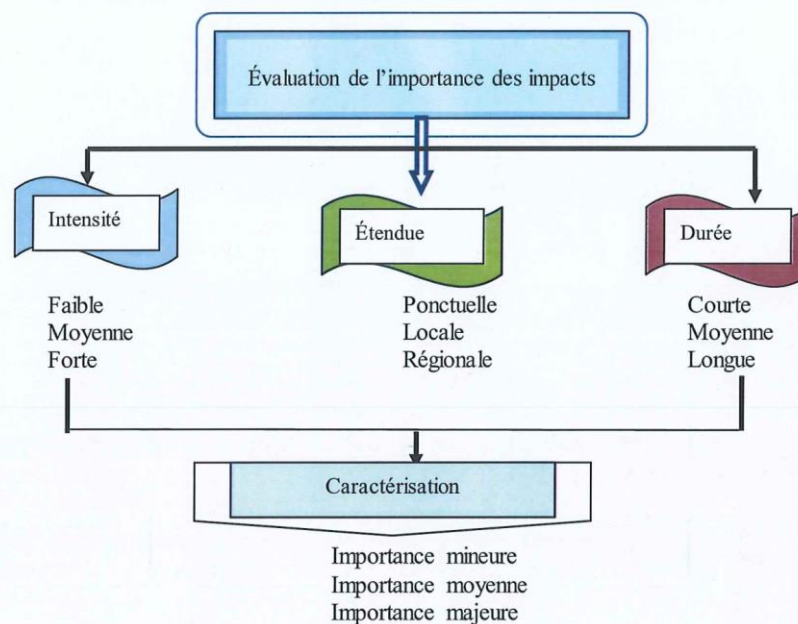 Évaluation de l'importance des impacts
Intensité
Étendue
Durée
Faible
Moyenne
Forte
Ponctuelle
Locale
Régionale
Courte
Moyenne
Longue
Caractérisation
Importance mineure
Importance moyenne
Importance majeure